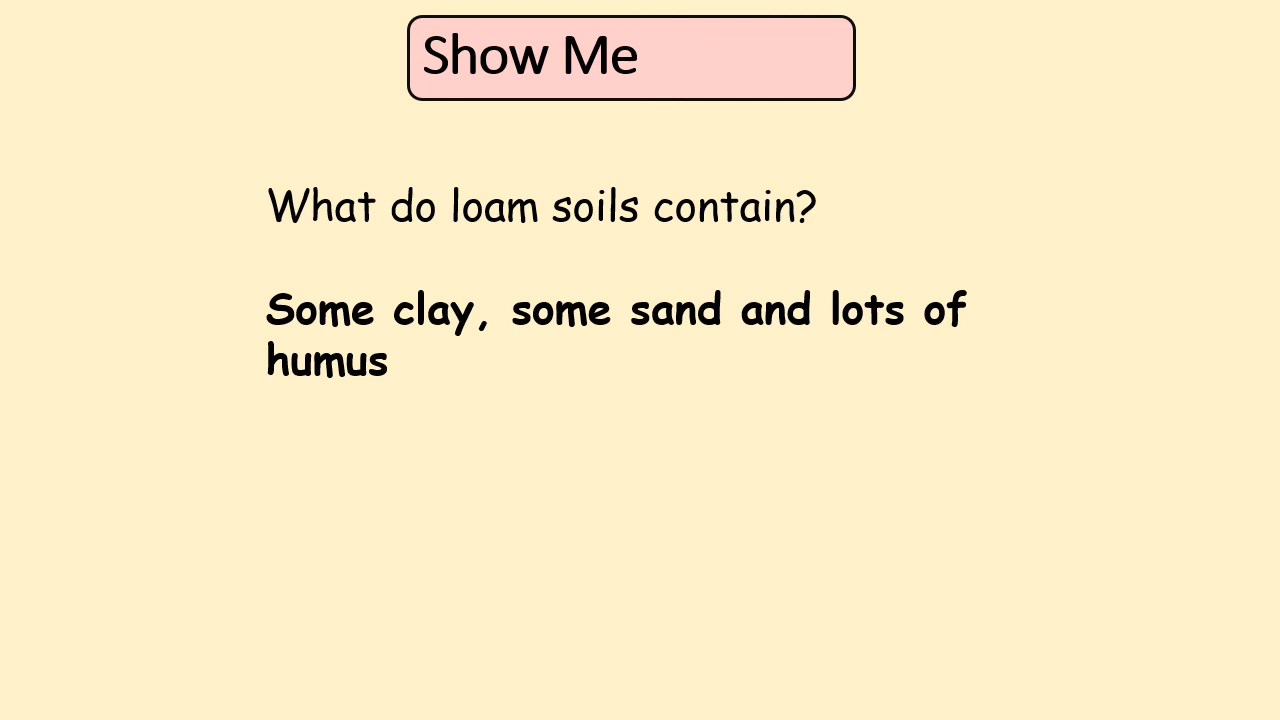 Show Me
What do loam soils contain?
Some clay, some sand and lots of
humus